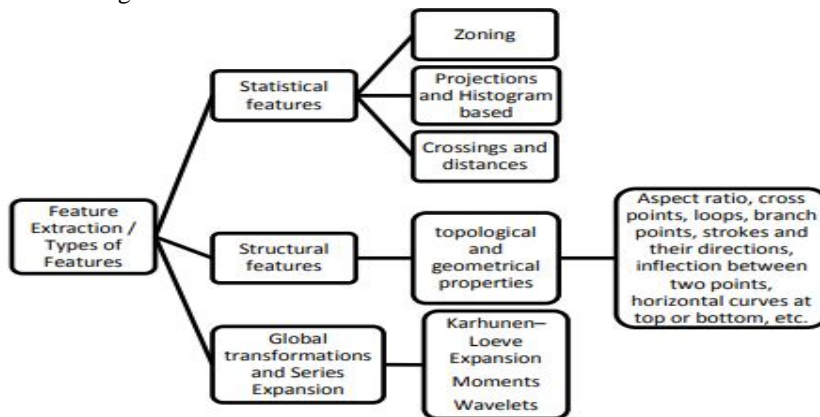 Zoning
Statistical
features
Projections
and Histogram
based
Crossings and
distances
Feature
Extraction /
Types of
Features
Structural
features
topological
and
geometrical
properties
Aspect ratio, cross
points, loops, branch
points, strokes and
their directions,
inflection between
two points,
horizontal curves at
top or bottom, etc.
Global
transformations
and Series
Expansion
Karhunen–
Loeve
Expansion
Moments
Wavelets